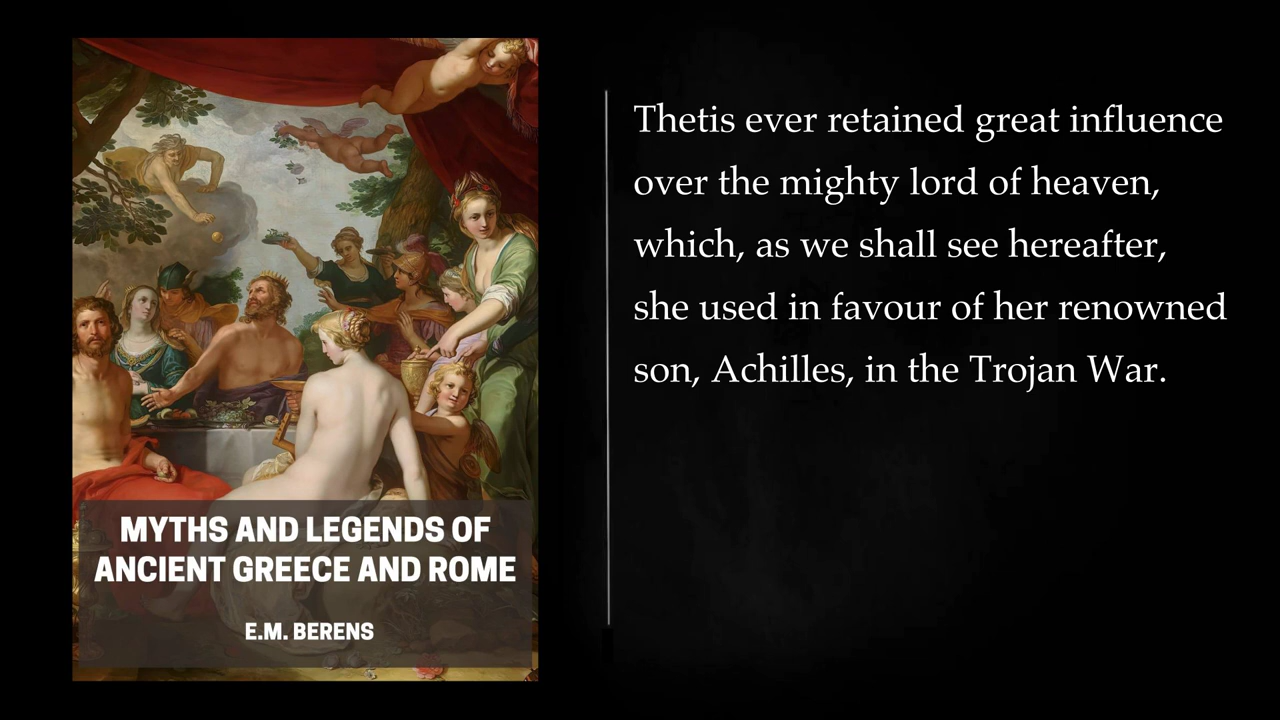 MYTHS AND LEGENDS OF
ANCIENT GREECE AND ROME
E.M. BERENS
Thetis ever retained great influence
over the mighty lord of heaven,
which, as we shall see hereafter,
she used in favour of her renowned
son, Achilles, in the Trojan War.